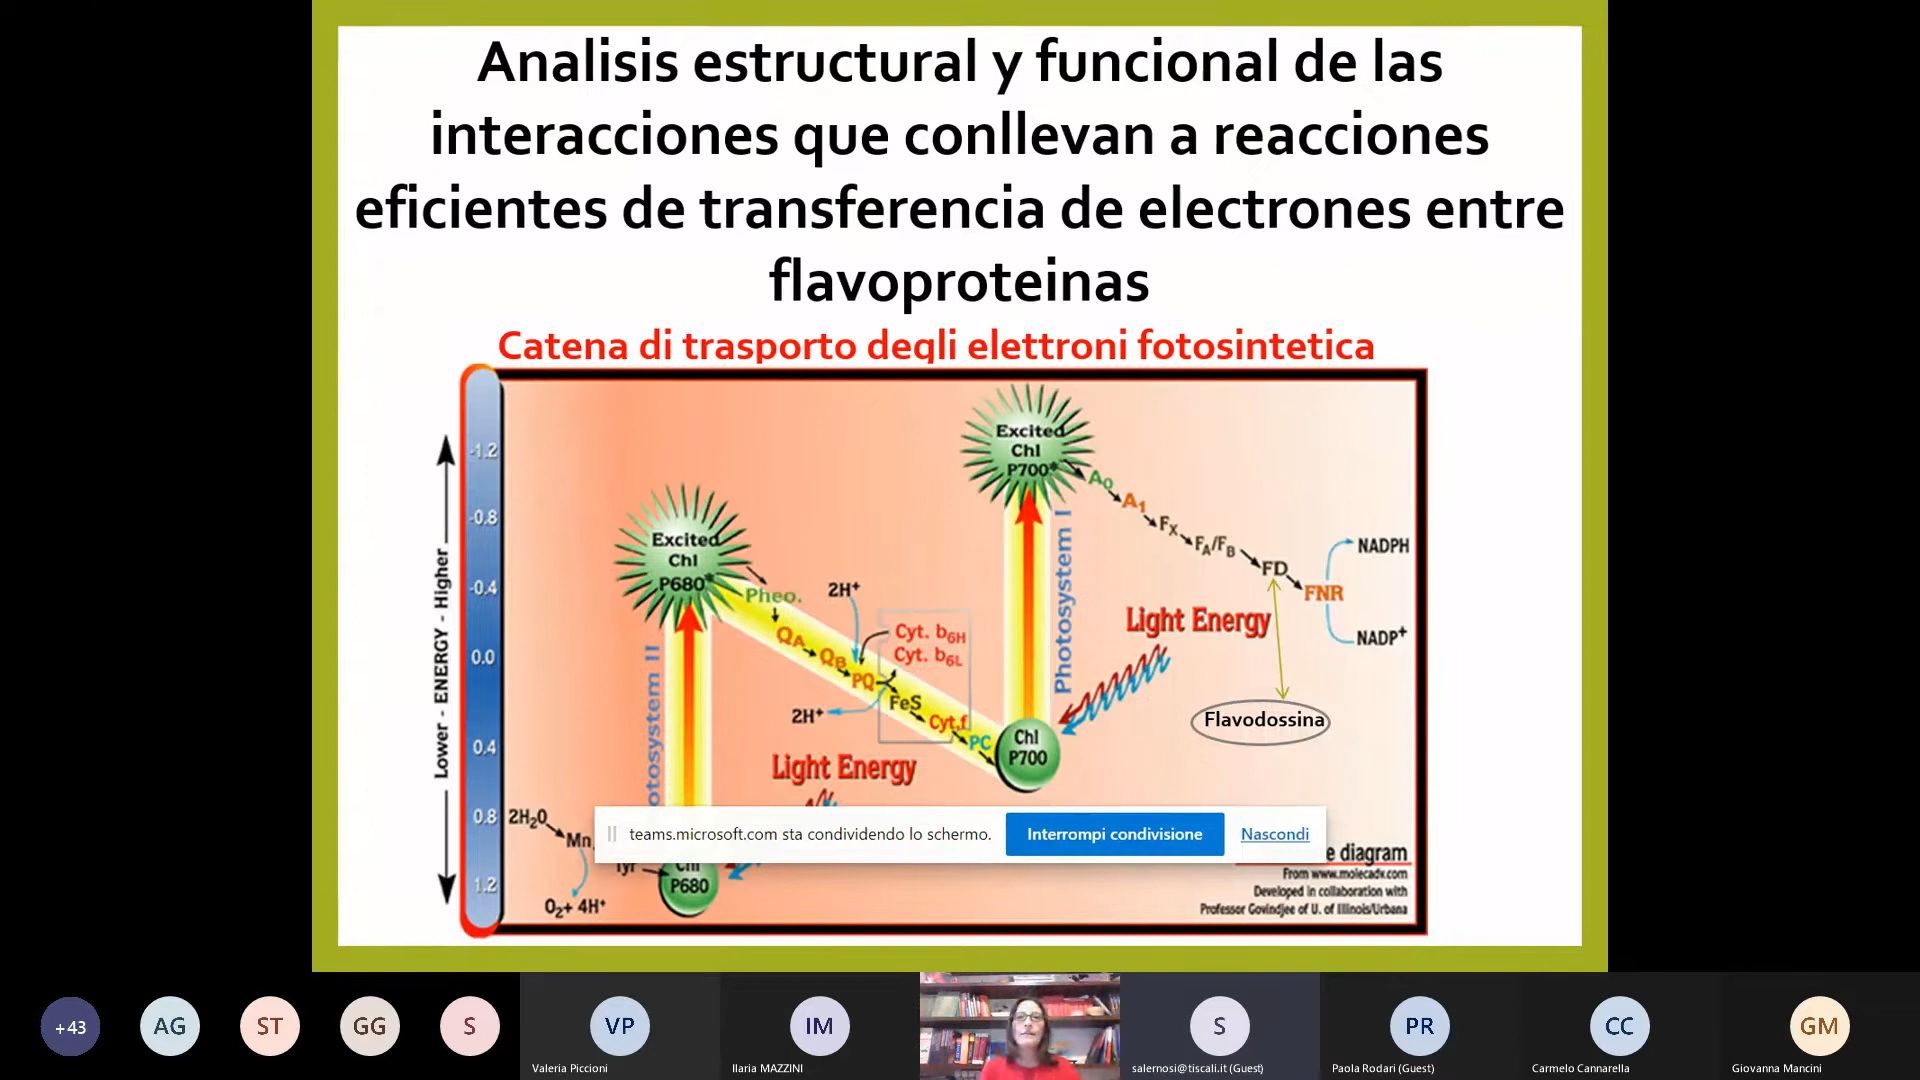 Analisis estructural y funcional de las
interacciones que conllevan a reacciones
eficientes de transferencia de electrones entre
flavoproteinas
Catena di trasporto degli elettroni fotosintetica
Lower - ENERGY - Higher
-1.2
-0.8
-0.4
0.0
0.4
0.8
1.2
Excited
Chl
P680*
Excited
Chl
P700*
Pheo.
QA
QB
PQ
2H+
2H+
Cyt. b6H
Cyt. b6L
FeS
Cyt.f
PC
Chl
P700
A0
A1
FX
FA/FB
FD
FNR
NADPH
NADP+
Photosystem I
otosystem II
Light Energy
Light Energy
Flavodossina
2H2O
Mn
Tyr
O2+ 4H+
Chl
P680
teams.microsoft.com sta condividendo lo schermo.
Interrompi condivisione
Nascondi
e diagram
From www.molecadv.com
Developed in collaboration with
Professor Govindjee of U. of Illinois/Urbana
+43
AG
ST
GG
S
VP
IM
S
PR
CC
GM
Valeria Piccioni
Ilaria MAZZINI
salernosi@tiscali.it (Guest)
Paola Rodari (Guest)
Carmelo Cannarella
Giovanna Mancini